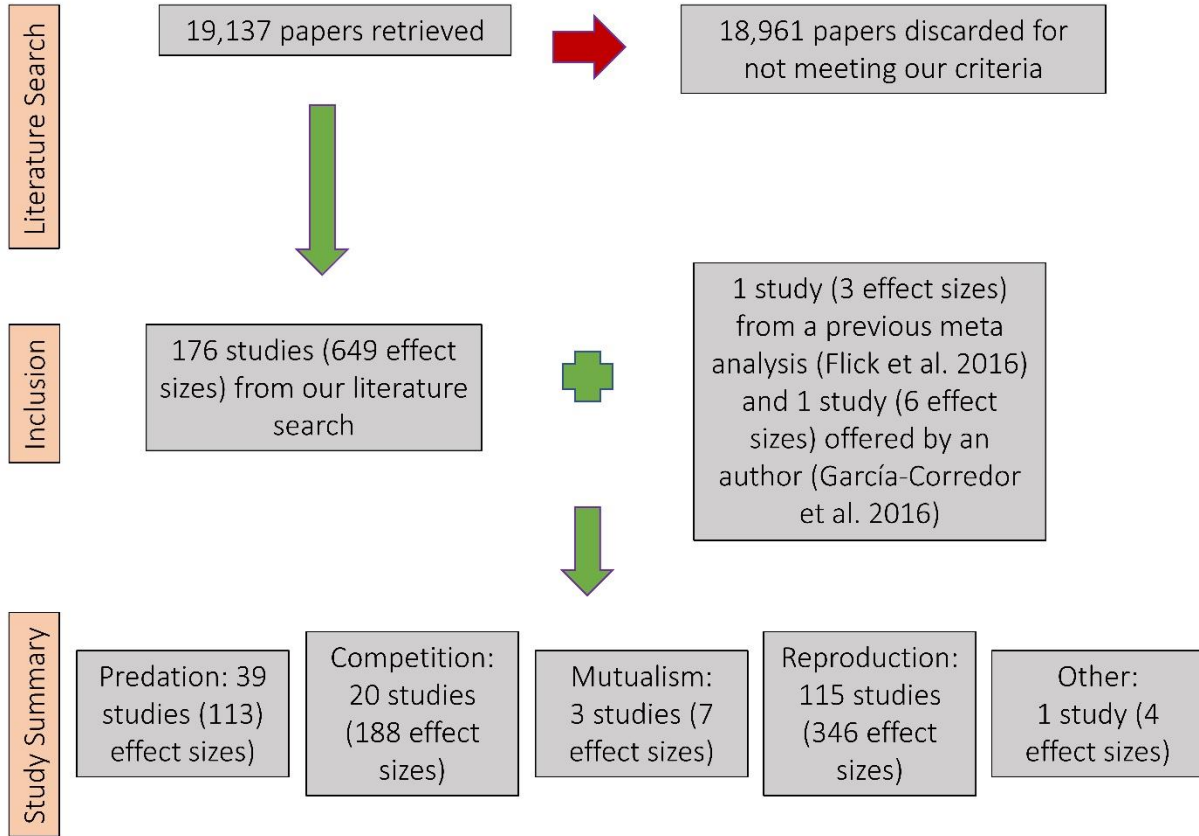 Literature Search
19,137 papers retrieved
18,961 papers discarded for
not meeting our criteria
Inclusion
176 studies (649 effect
sizes) from our literature
search
1 study (3 effect sizes)
from a previous meta
analysis (Flick et al. 2016)
and 1 study (6 effect
sizes) offered by an
author (García-Corredor
et al. 2016)
Study Summary
Predation: 39
studies (113)
effect sizes)
Competition:
20 studies
(188 effect
sizes)
Mutualism:
3 studies (7
effect sizes)
Reproduction:
115 studies
(346 effect
sizes)
Other:
1 study (4
effect sizes)